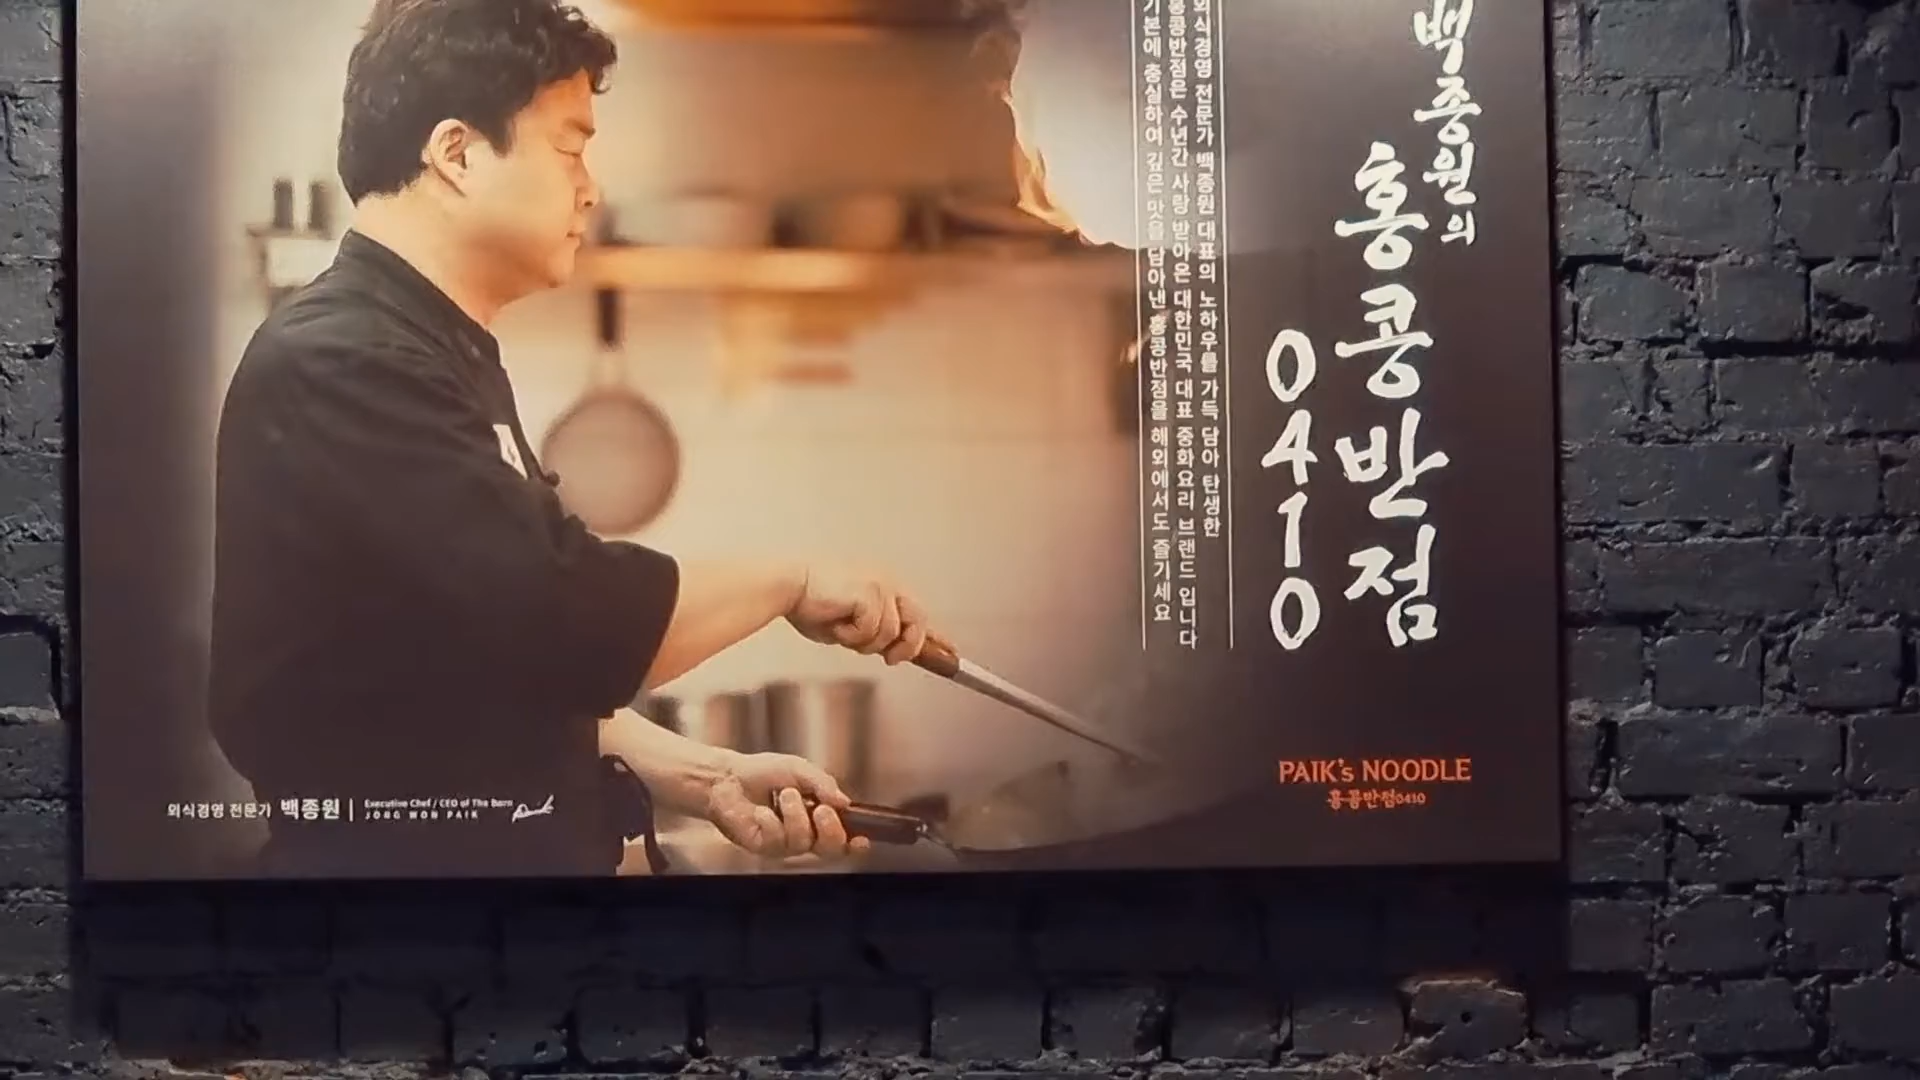 백종원의
홍콩반점
0410
외식경영 전문가 백종원 대표의 노하우를 가득 담아 탄생한
홍콩반점은 수년간 사랑 받아온 대한민국 대표 중화요리 브랜드 입니다
기본에 충실하여 깊은 맛을 담아낸 홍콩반점을 해외에서도 즐기세요
PAIK's NOODLE
홍콩반점0410
외식경영 전문가 백종원
Executive Chef / CEO of The Born
JONG WON PAIK